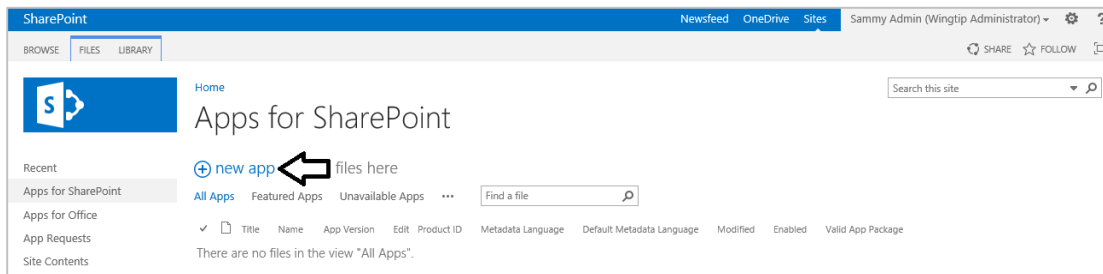 SharePoint Newsfeed OneDrive Sites Sammy Admin (Wingtip Administrator) ?
BROWSE FILES LIBRARY SHARE FOLLOW
S
Home
Search this site
Apps for SharePoint
Recent
new app files here
Apps for SharePoint
All Apps Featured Apps Unavailable Apps ··· Find a file
Apps for Office
App Requests
Title Name App Version Edit Product ID Metadata Language Default Metadata Language Modified Enabled Valid App Package
Site Contents
There are no files in the view "All Apps".